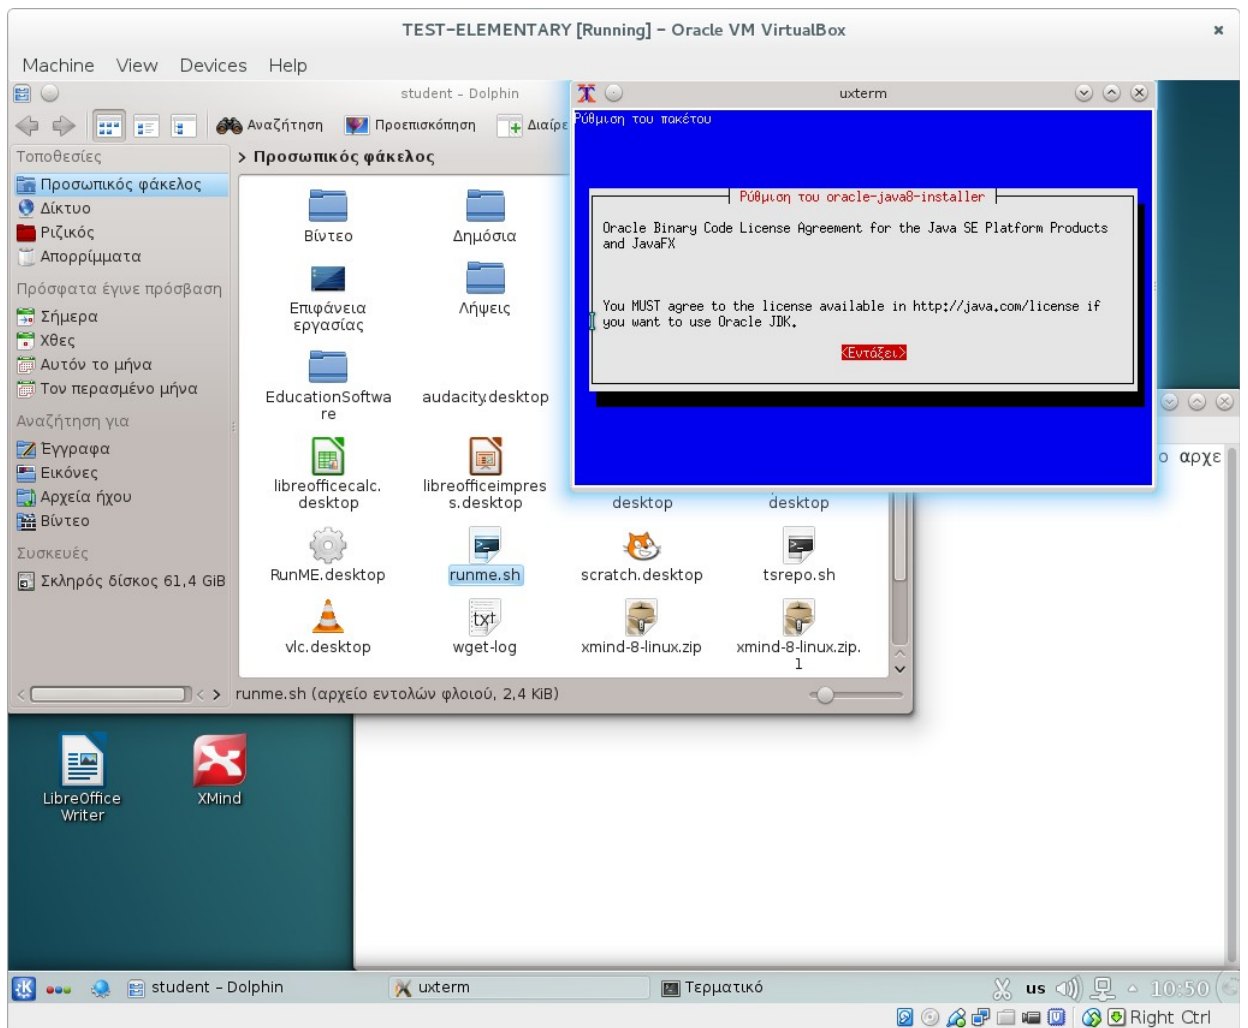 TEST-ELEMENTARY [Running] - Oracle VM VirtualBox
Machine View Devices Help
student - Dolphin
Αναζήτηση Προεπισκόπηση Διαίρε
Τοποθεσίες
Προσωπικός φάκελος
Δίκτυο
Ριζικός
Απορρίμματα
Πρόσφατα έγινε πρόσβαση
Σήμερα
Χθες
Αυτόν το μήνα
Τον περασμένο μήνα
Αναζήτηση για
Έγγραφα
Εικόνες
Αρχεία ήχου
Βίντεο
Συσκευές
Σκληρός δίσκος 61,4 GiB
> Προσωπικός φάκελος
Βίντεο
Δημόσια
Επιφάνεια
εργασίας
Λήψεις
EducationSoftwa
re
audacity.desktop
libreofficecalc.
desktop
libreofficeimpres
s.desktop
desktop
desktop
RunME.desktop
runme.sh
scratch.desktop
tsrepo.sh
vlc.desktop
wget-log
xmind-8-linux.zip
xmind-8-linux.zip.
1
runme.sh (αρχείο εντολών φλοιού, 2,4 KiB)
uxterm
Ρύθμιση του πακέτου
Ρύθμιση του oracle-java8-installer
Oracle Binary Code License Agreement for the Java SE Platform Products
and JavaFX
You MUST agree to the license available in http://java.com/license if
you want to use Oracle JDK.
<Εντάξει>
ο αρχε
LibreOffice
Writer
XMind
student - Dolphin
uxterm
Τερματικό
us
10:50
Right Ctrl